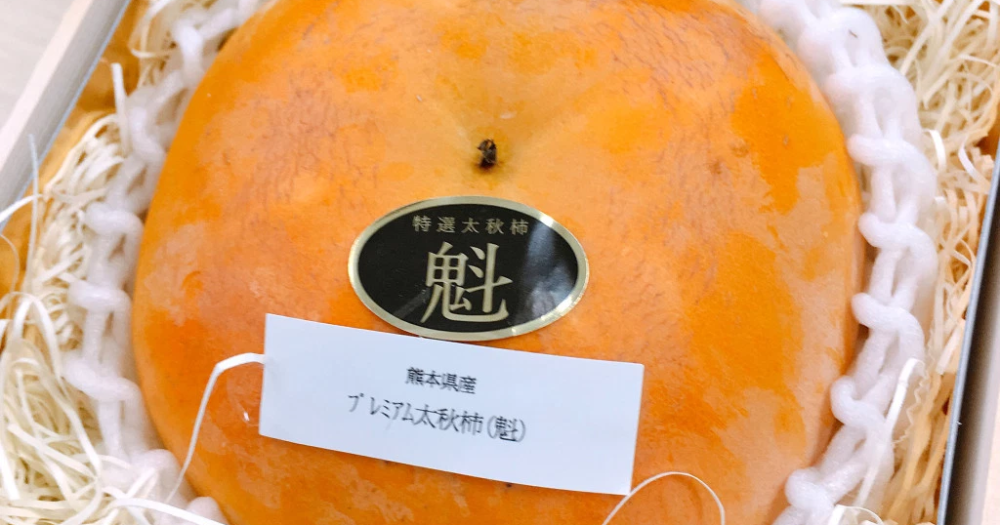 特選太秋柿
魁
熊本県産
プレミアム太秋柿(魁)